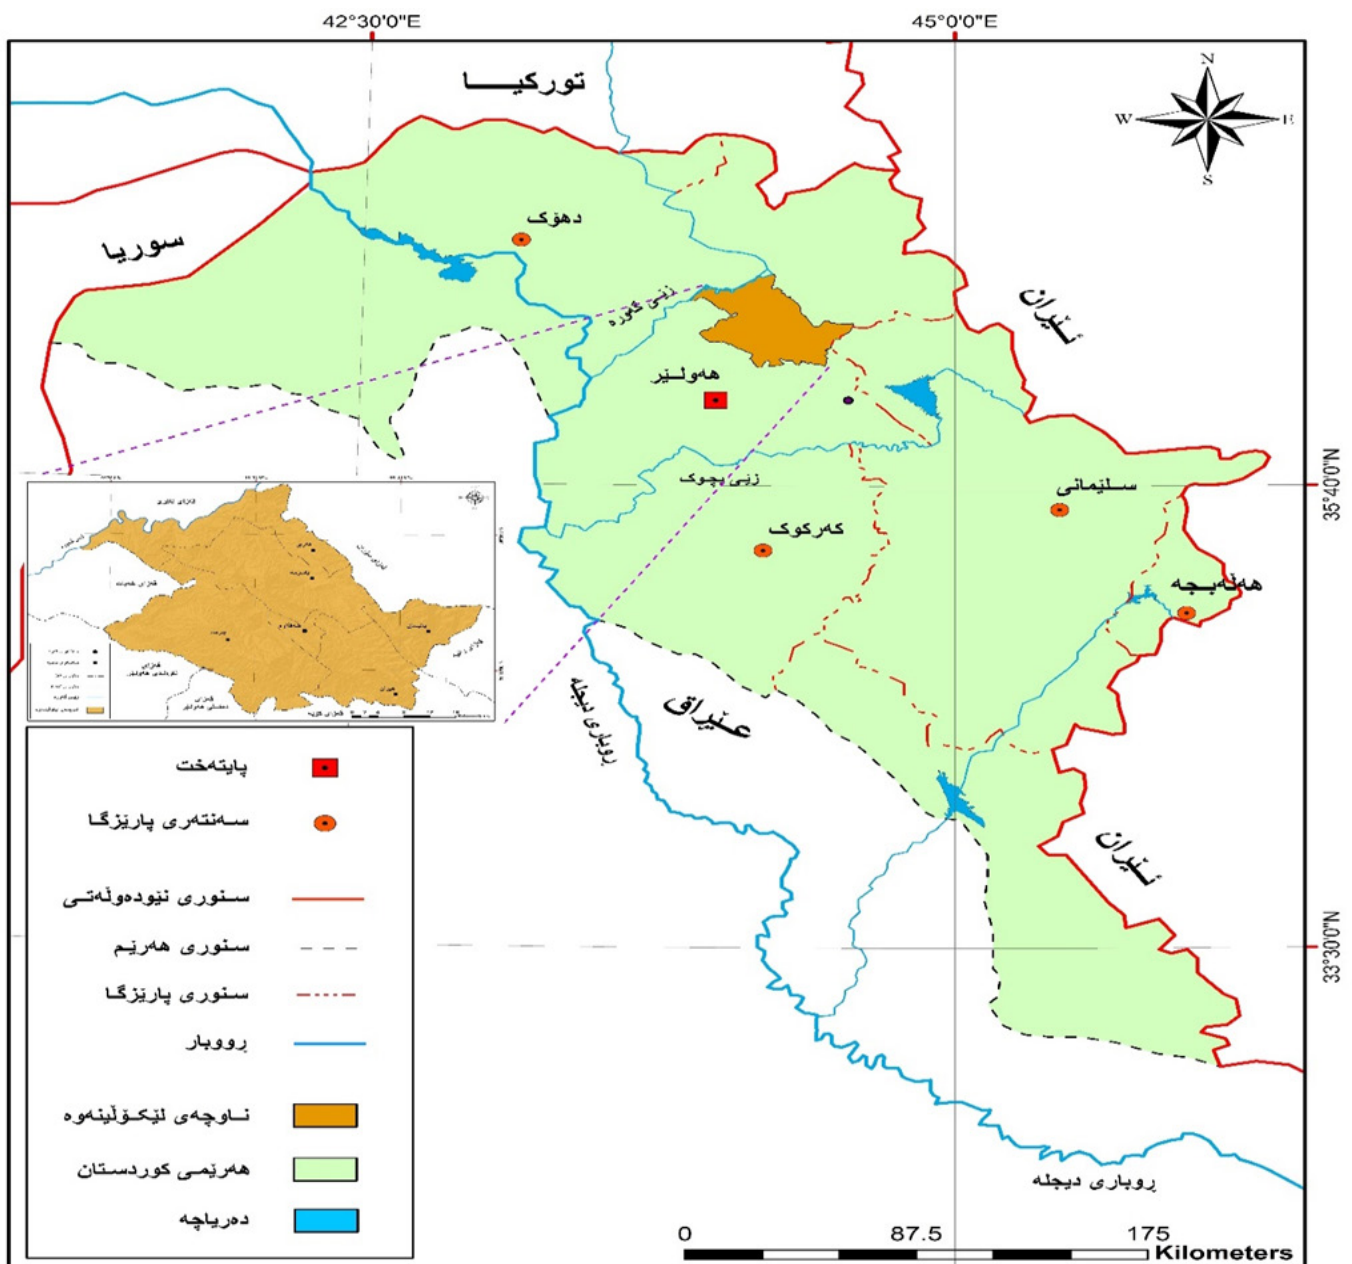 42°30'0"E
45°0'0"E
تورکیا
N
W
E
S
سوریا
دهۆک
ئێران
زێی گەورە
هەولێر
35°40'0"N
زێی بچوک
سلێمانی
کەرکوک
هەڵەبجە
عێراق
ڕوباری دیجلە
پایتەخت
سەنتەری پارێزگا
ئێران
سنوری نێودەوڵەتی
سنوری هەرێم
33°30'0"N
سنوری پارێزگا
ڕووبار
ناوچەی لێکۆڵینەوە
هەرێمی کوردستان
ڕوباری دیجلە
دەریاچە
0 87.5 175
Kilometers